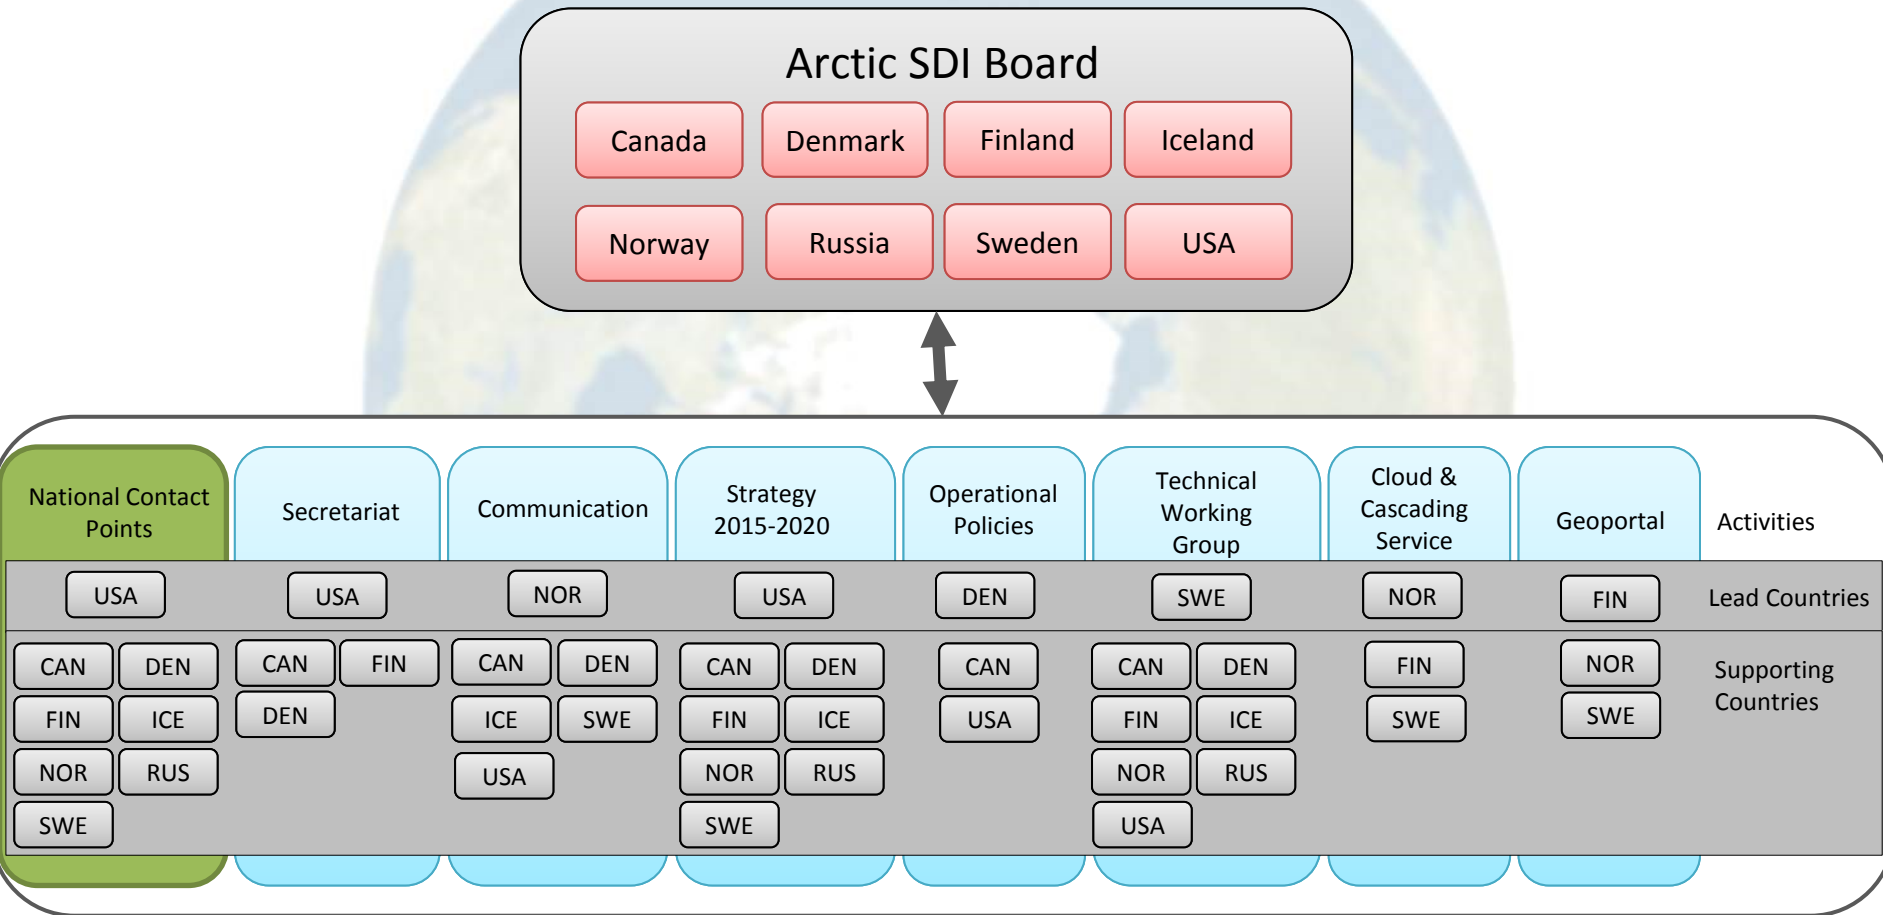 Arctic SDI Board
Canada Denmark Finland Iceland
Norway Russia Sweden USA
National Contact
Points
Secretariat
Communication
Strategy
2015-2020
Operational
Policies
Technical
Working
Group
Cloud &
Cascading
Service
Geoportal
Activities
USA USA NOR USA DEN SWE NOR FIN Lead Countries
CAN DEN
FIN ICE
NOR RUS
SWE
CAN FIN
DEN
CAN DEN
ICE SWE
USA
CAN DEN
FIN ICE
NOR RUS
SWE
CAN
USA
CAN DEN
FIN ICE
NOR RUS
USA
FIN
SWE
NOR
SWE
Supporting
Countries